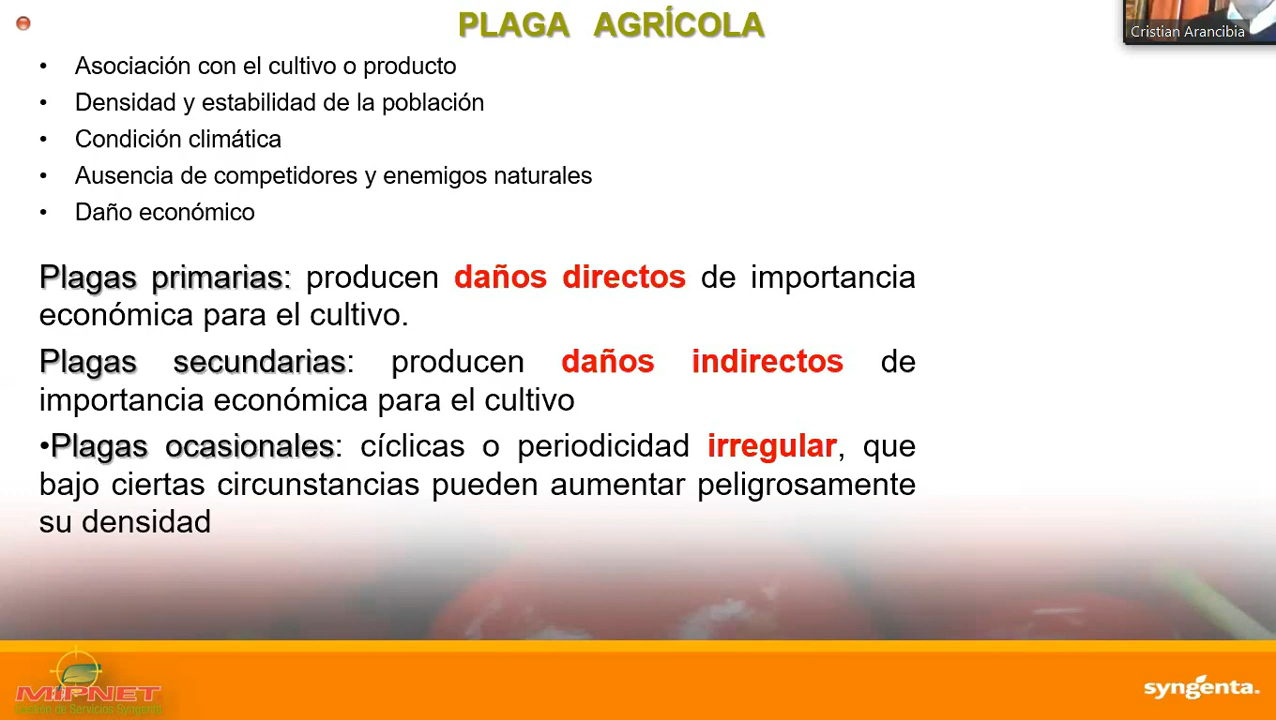 PLAGA AGRÍCOLA
Cristian Arancibia
• Asociación con el cultivo o producto
• Densidad y estabilidad de la población
• Condición climática
• Ausencia de competidores y enemigos naturales
• Daño económico
Plagas primarias: producen daños directos de importancia
económica para el cultivo.
Plagas secundarias: producen daños indirectos de
importancia económica para el cultivo
•Plagas ocasionales: cíclicas o periodicidad irregular, que
bajo ciertas circunstancias pueden aumentar peligrosamente
su densidad
MIPNET
de Servicios Syngenta
syngenta.